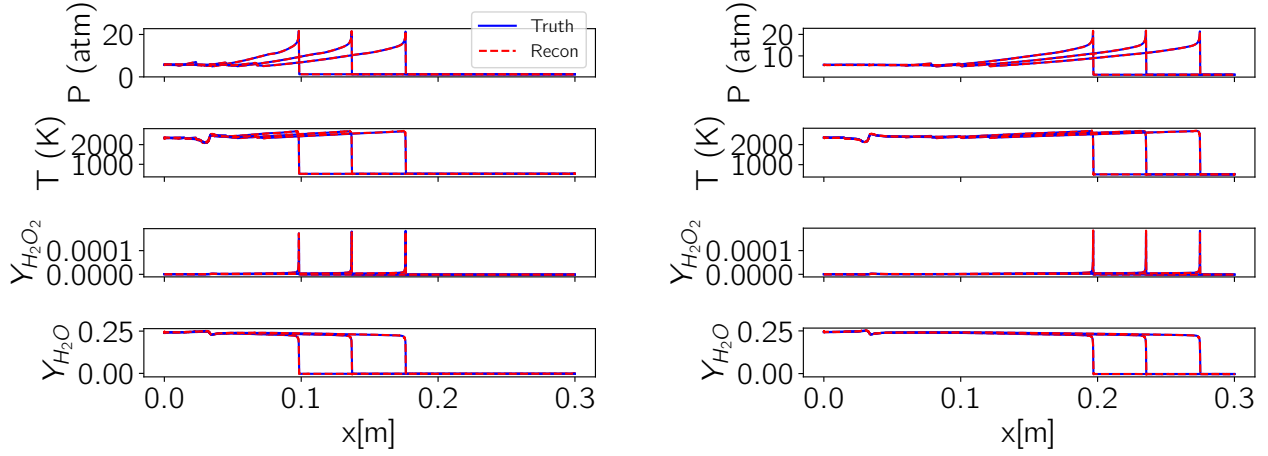 P (atm)
20
0
Truth
Recon
T (K)
2000
1000
Y_{H_2O_2}
0.0001
0.0000
Y_{H_2O}
0.25
0.00
0.0 0.1 0.2 0.3
x[m]
P (atm)
20
10
T (K)
2000
1000
Y_{H_2O_2}
0.0001
0.0000
Y_{H_2O}
0.25
0.00
0.0 0.1 0.2 0.3
x[m]